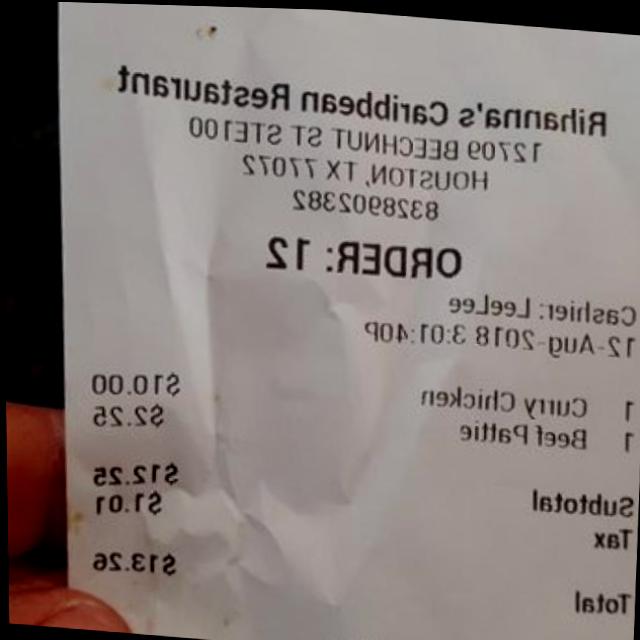 Rihanna's Caribbean Restaurant
12709 BEECHNUT ST STE100
HOUSTON, TX 77072
8328902382
ORDER: 12
Cashier: LeeLee
12-Aug-2018 3:01:40P
1 Curry Chicken $10.00
1 Beef Pattie $2.25
Subtotal $12.25
Tax $1.01
Total $13.26